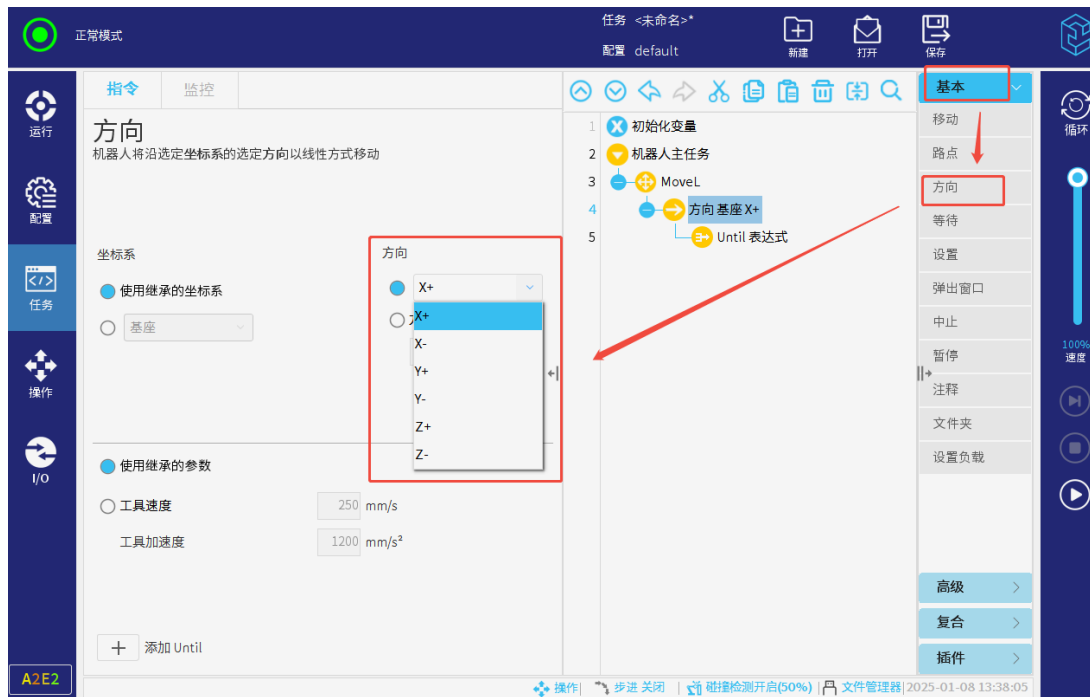 正常模式
任务 <未命名>*
配置 default
新建
打开
保存
运行
配置
任务
操作
I/O
A2E2
指令
监控
方向
机器人将沿选定坐标系的选定方向以线性方式移动
坐标系
使用继承的坐标系
基座
方向
X+
X+
X-
Y+
Y-
Z+
Z-
使用继承的参数
工具速度 250 mm/s
工具加速度 1200 mm/s²
添加 Until
1 初始化变量
2 机器人主任务
3 MoveL
4 方向 基座 X+
5 Until 表达式
基本
移动
路点
方向
等待
设置
弹出窗口
中止
暂停
注释
文件夹
设置负载
高级
复合
插件
循环
100%
速度
操作| 步进 关闭 | 碰撞检测开启(50%) | 文件管理器| 2025-01-08 13:38:05